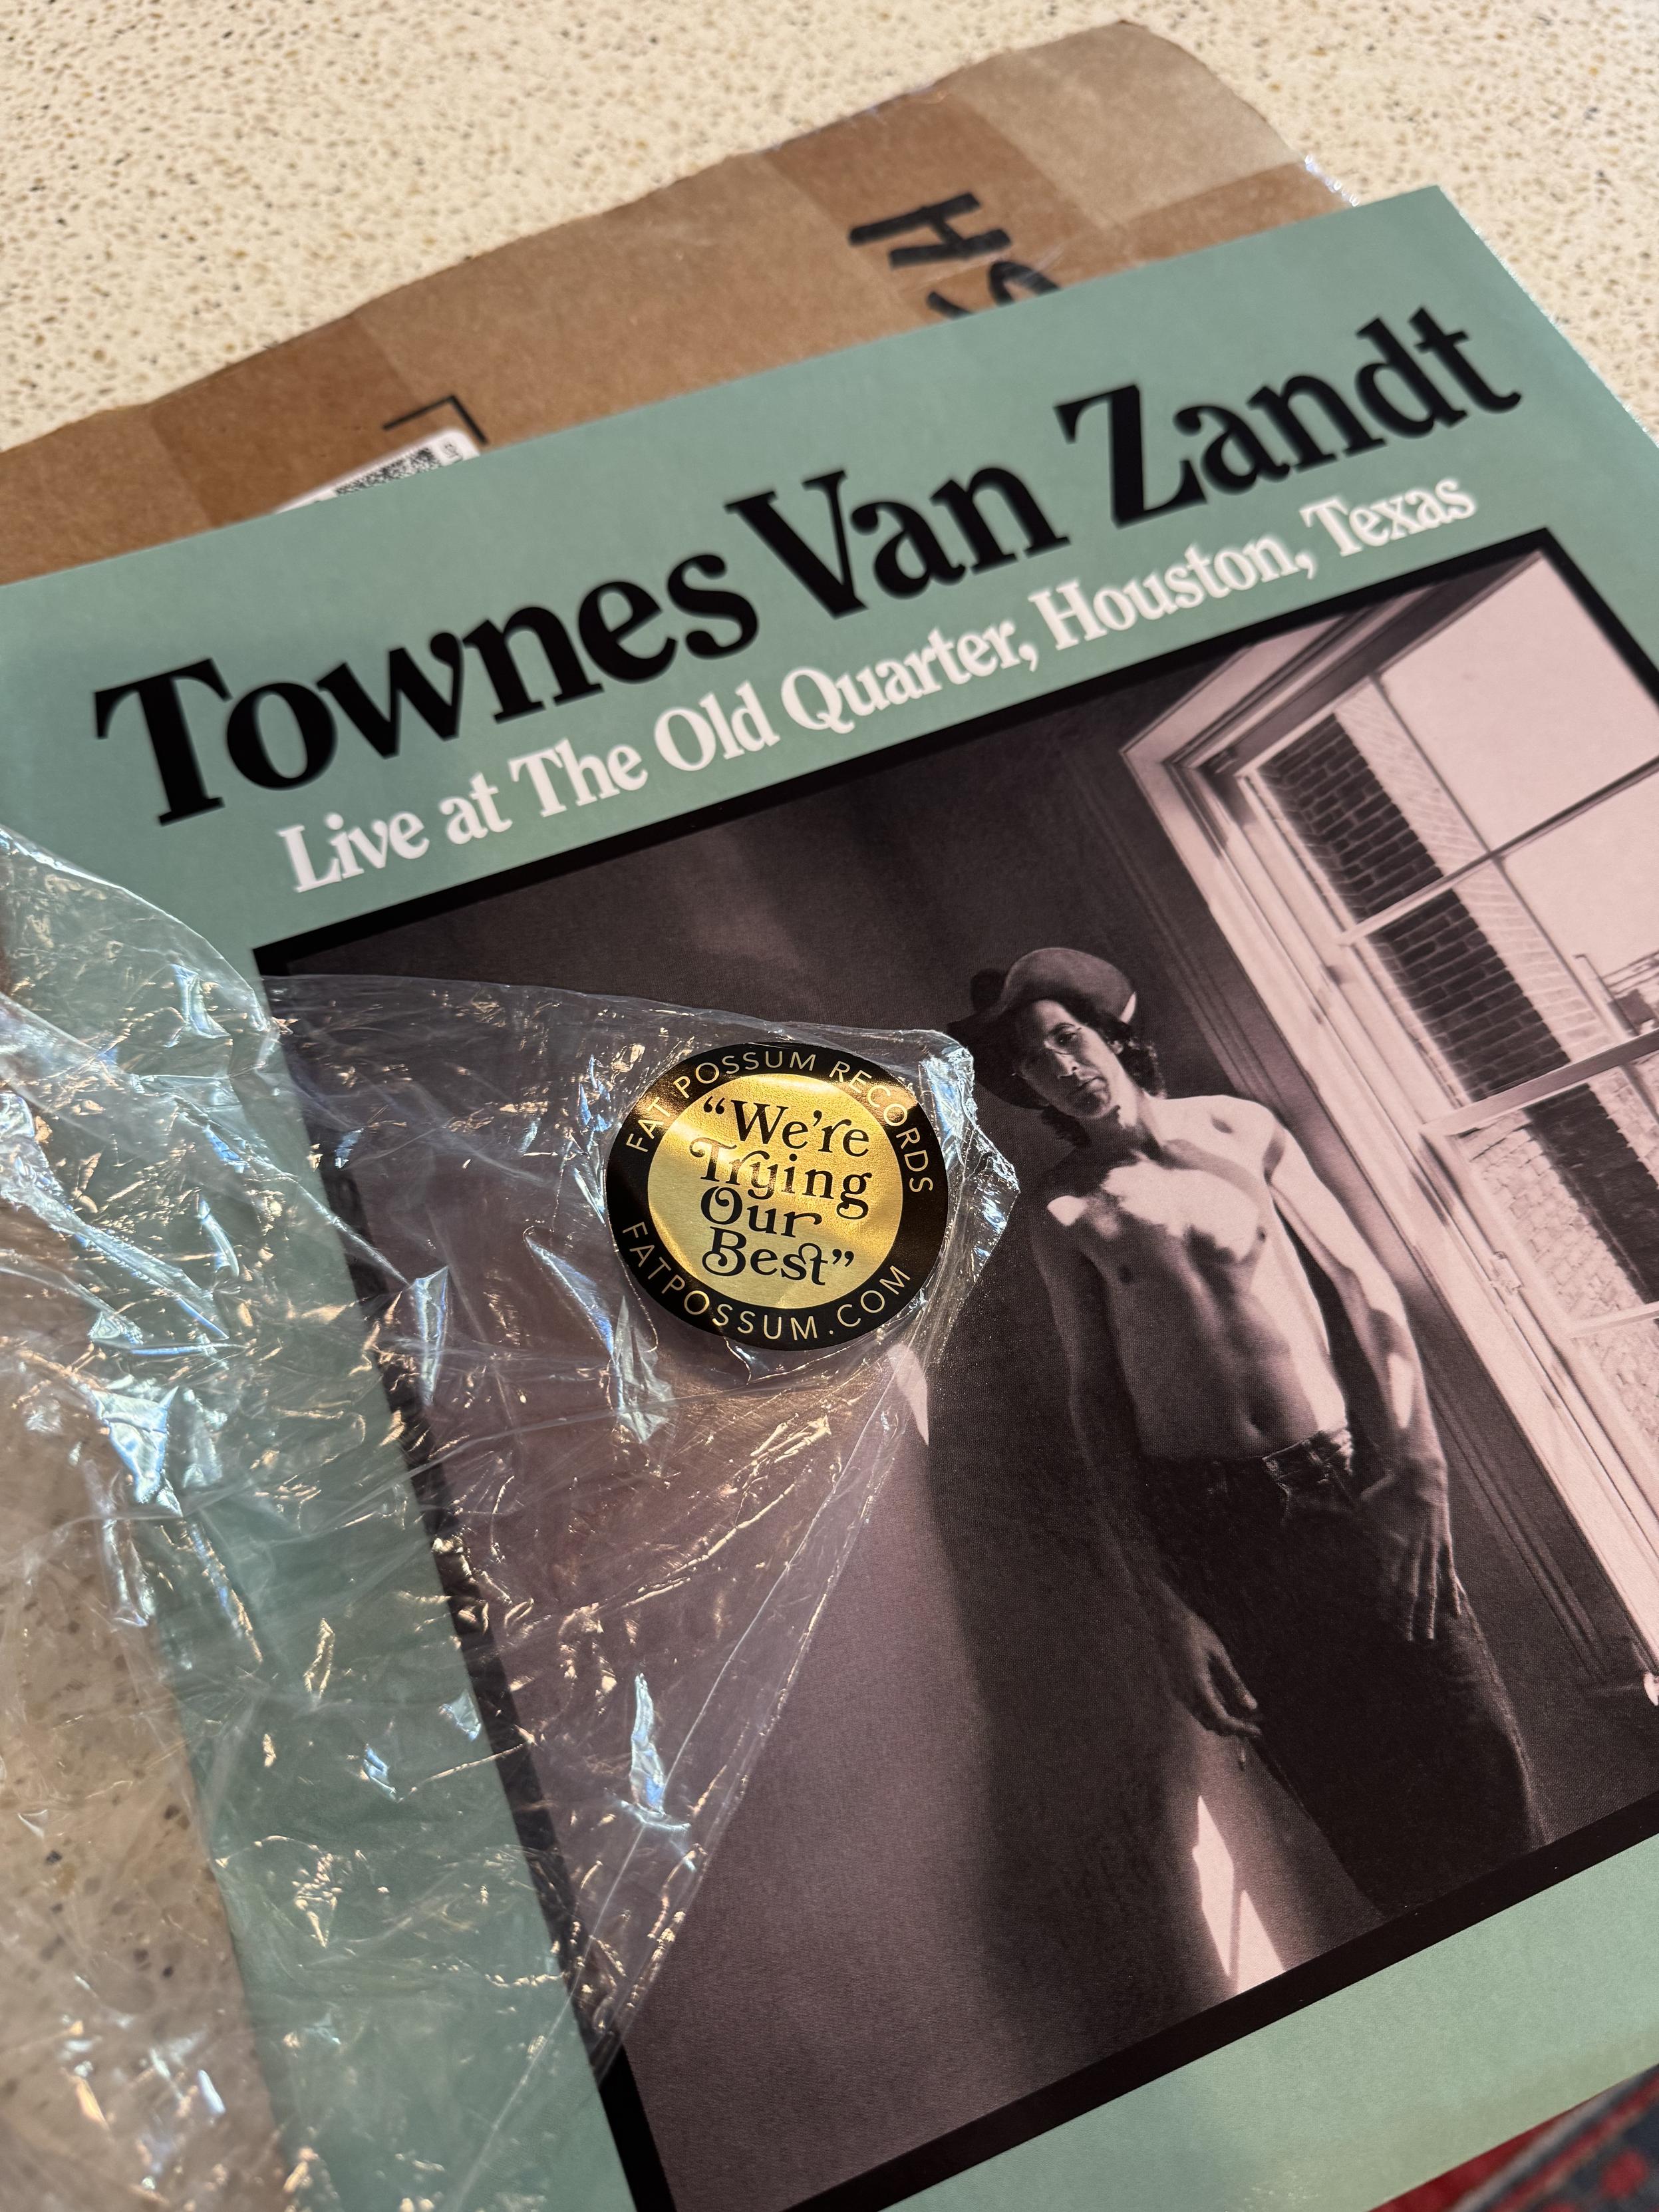 Townes Van Zandt
Live at The Old Quarter, Houston, Texas
FAT POSSUM RECORDS
“We’re
Trying
Our
Best”
FATPOSSUM.COM